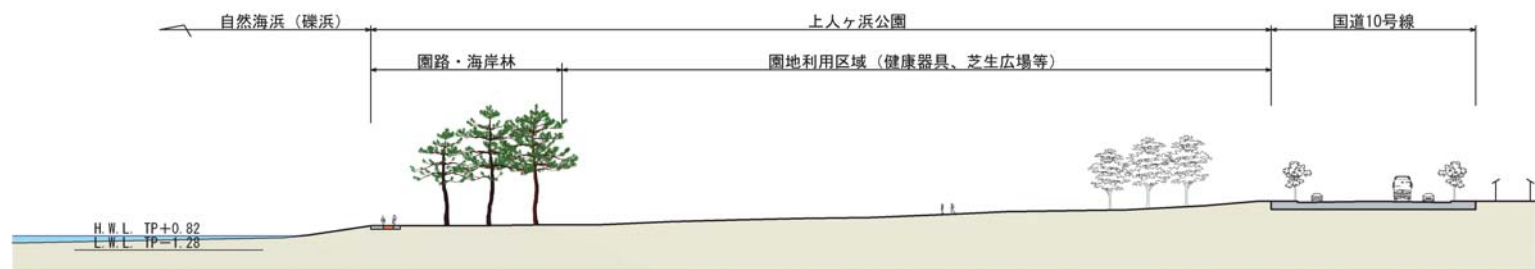 自然海浜（礫浜）
上人ヶ浜公園
国道10号線
園路・海岸林
園地利用区域（健康器具、芝生広場等）
H.W.L. TP+0.82
L.W.L. TP-1.28